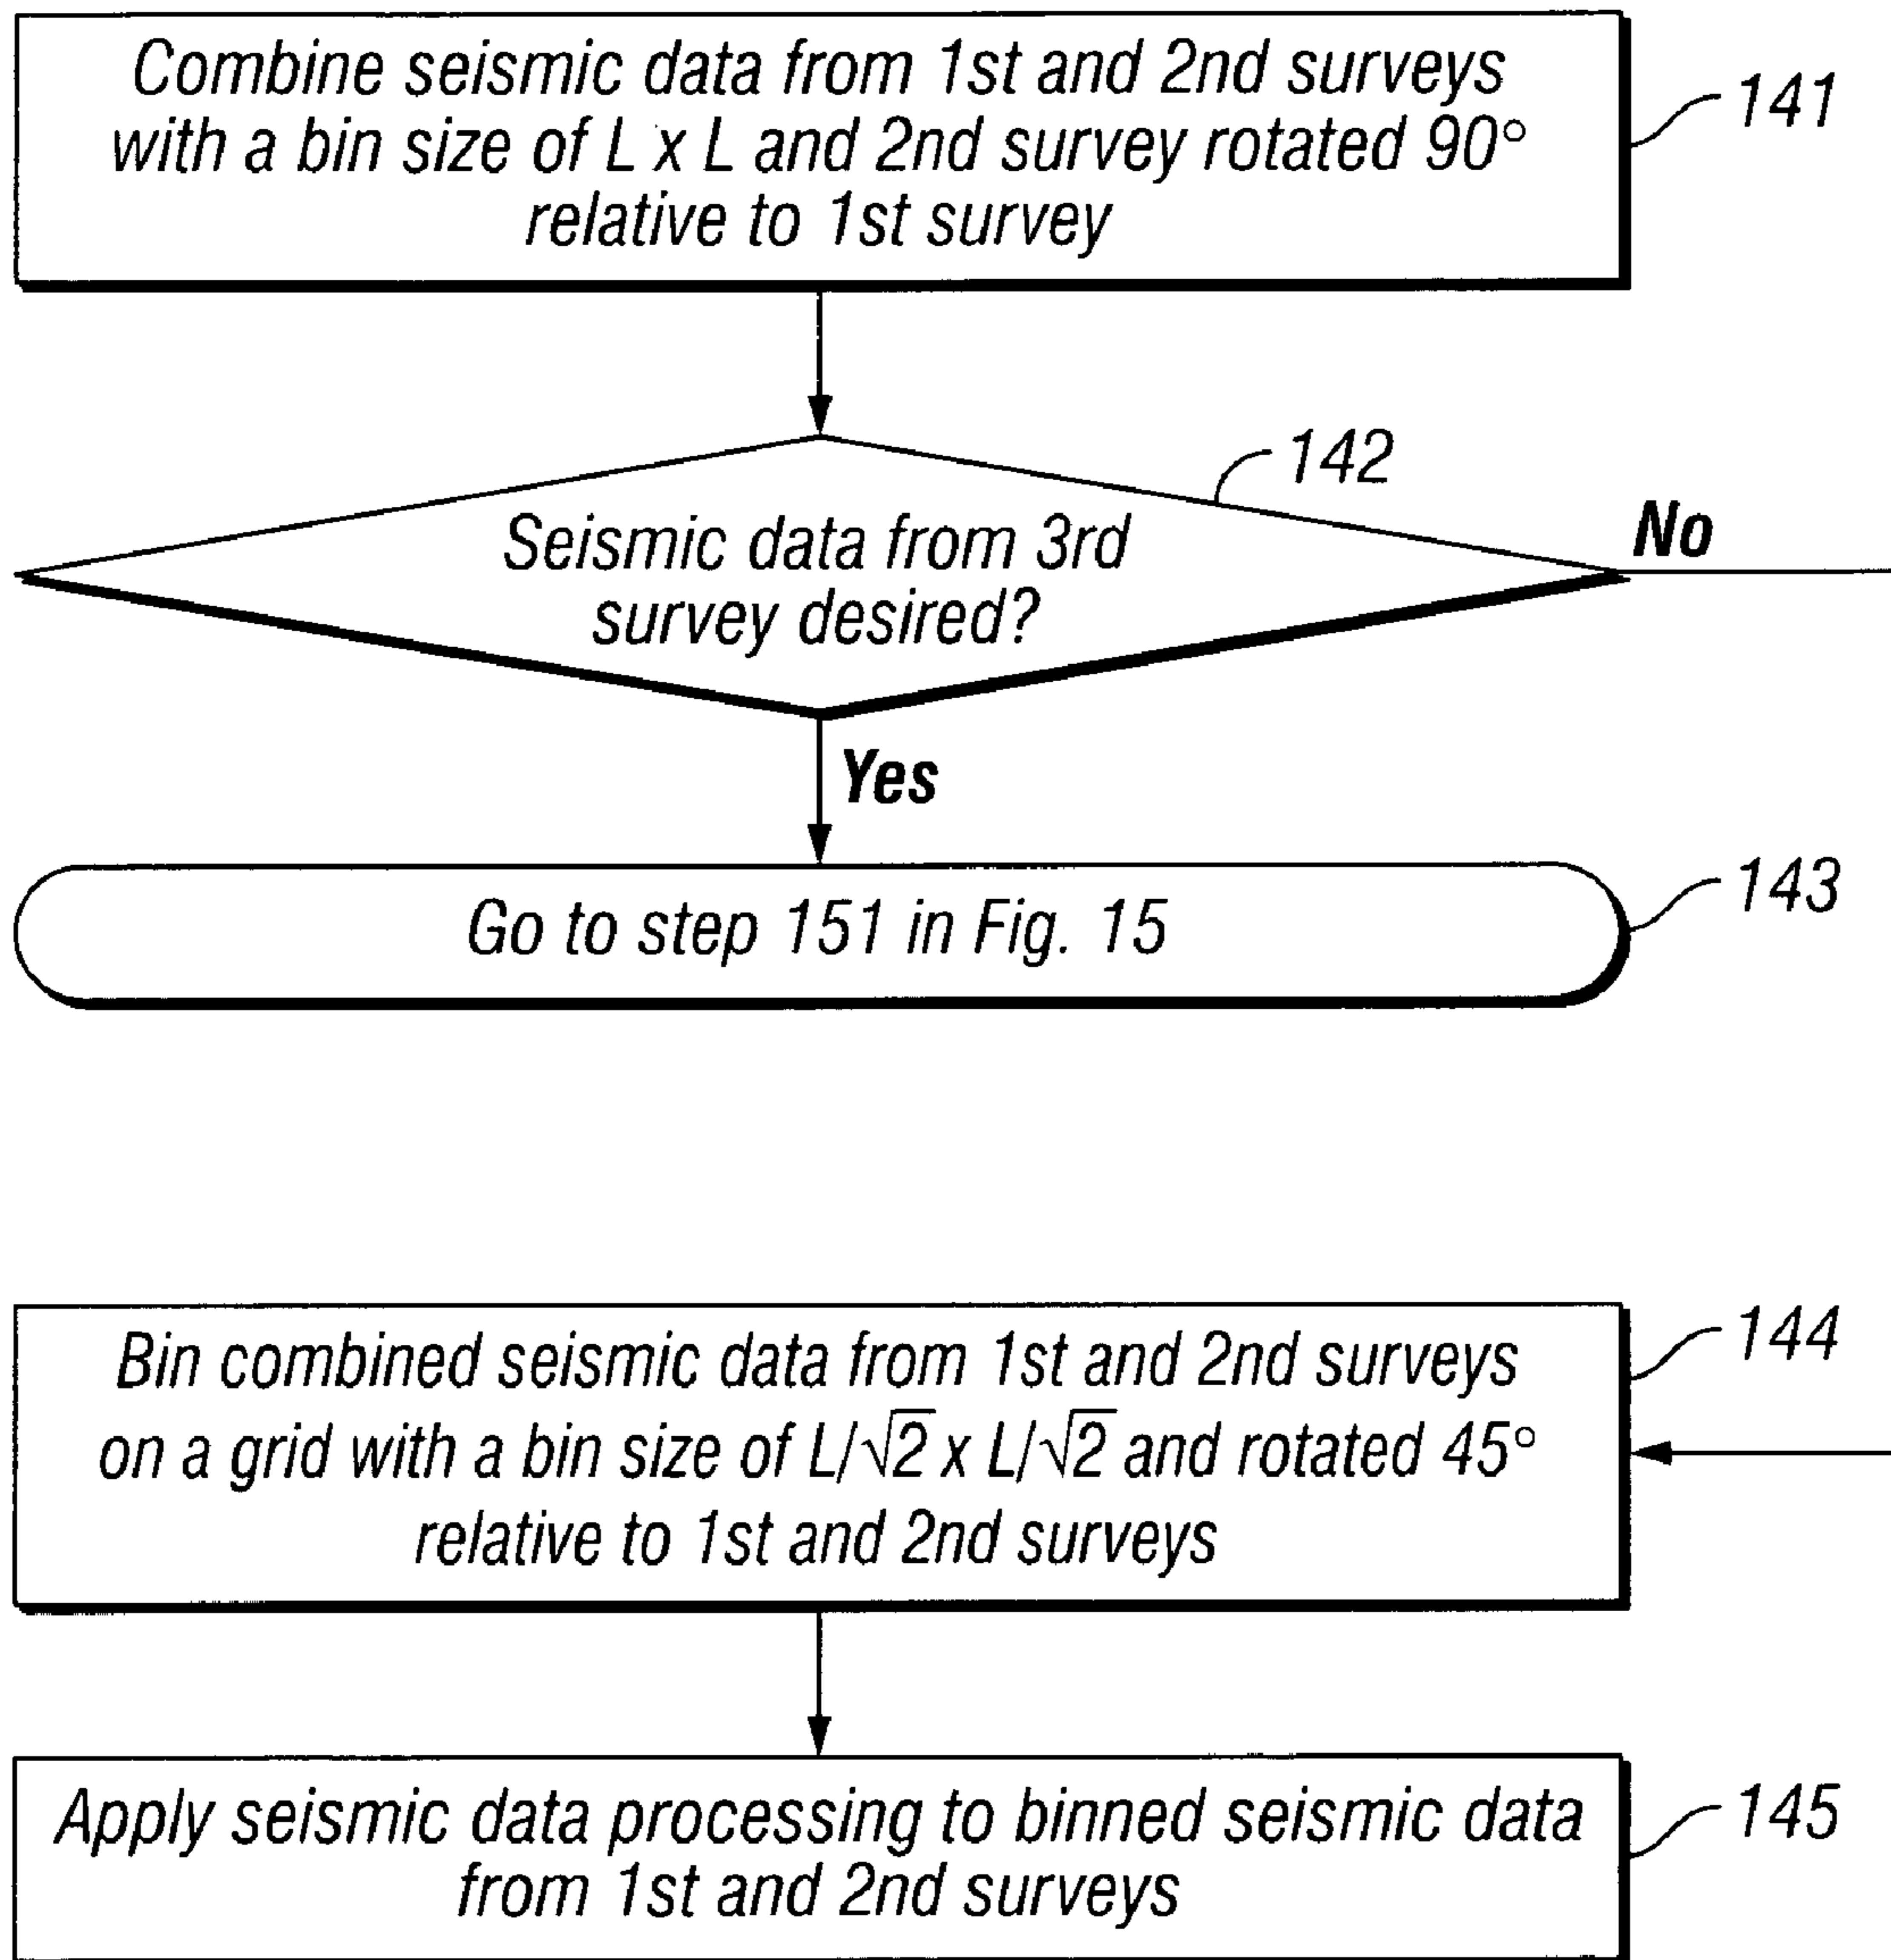 Combine seismic data from 1st and 2nd surveys
with a bin size of L x L and 2nd survey rotated 90°
relative to 1st survey
141
142
Seismic data from 3rd
survey desired?
No
Yes
Go to step 151 in Fig. 15
143
Bin combined seismic data from 1st and 2nd surveys
on a grid with a bin size of L/√2 x L/√2 and rotated 45°
relative to 1st and 2nd surveys
144
Apply seismic data processing to binned seismic data
from 1st and 2nd surveys
145